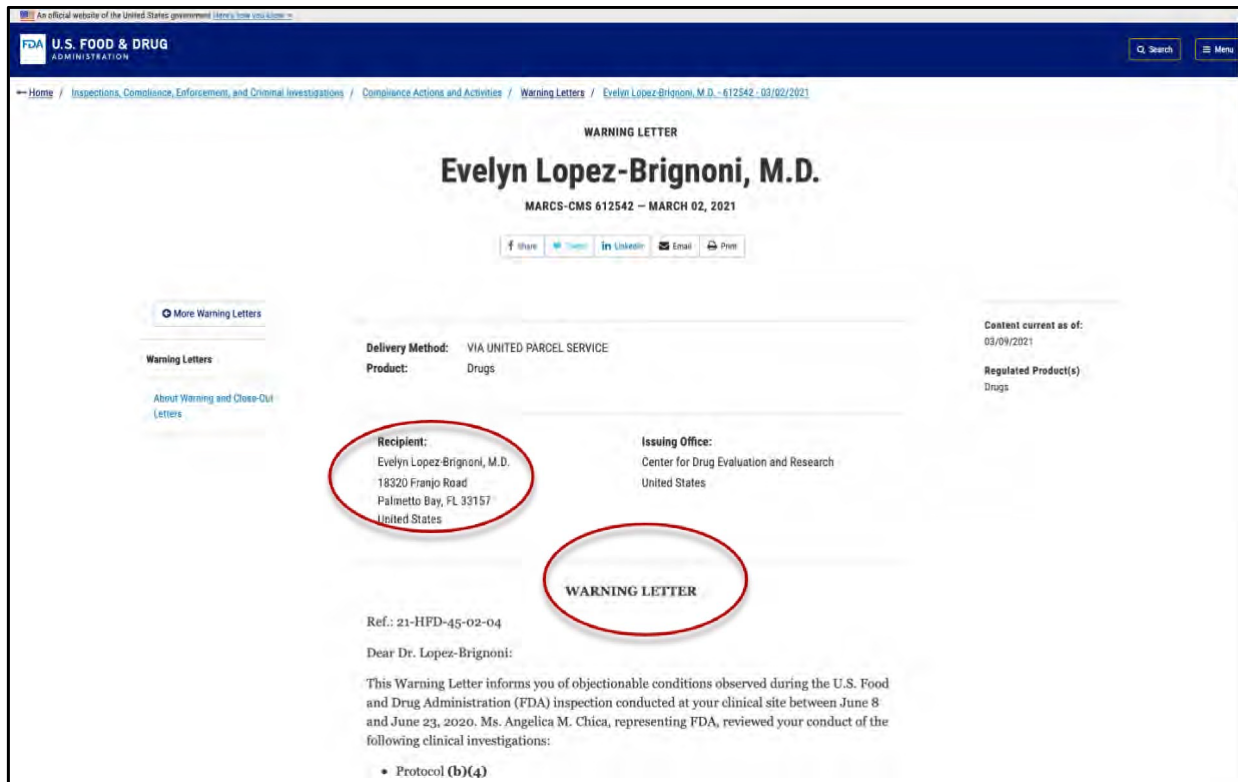 An official website of the United States government Here's how you know
FDA U.S. FOOD & DRUG
ADMINISTRATION
Search
Menu
Home / Inspections, Compliance, Enforcement, and Criminal Investigations / Compliance Actions and Activities / Warning Letters / Evelyn Lopez-Brignoni, M.D. - 612542 - 03/02/2021
WARNING LETTER
Evelyn Lopez-Brignoni, M.D.
MARCS-CMS 612542 — MARCH 02, 2021
Share Tweet Linkedin Email Print
More Warning Letters
Warning Letters
About Warning and Close-Out
Letters
Delivery Method: VIA UNITED PARCEL SERVICE
Product: Drugs
Content current as of:
03/09/2021
Regulated Product(s)
Drugs
Recipient:
Evelyn Lopez-Brignoni, M.D.
18320 Franjo Road
Palmetto Bay, FL 33157
United States
Issuing Office:
Center for Drug Evaluation and Research
United States
WARNING LETTER
Ref.: 21-HFD-45-02-04
Dear Dr. Lopez-Brignoni:
This Warning Letter informs you of objectionable conditions observed during the U.S. Food
and Drug Administration (FDA) inspection conducted at your clinical site between June 8
and June 23, 2020. Ms. Angelica M. Chica, representing FDA, reviewed your conduct of the
following clinical investigations:
• Protocol (b)(4)